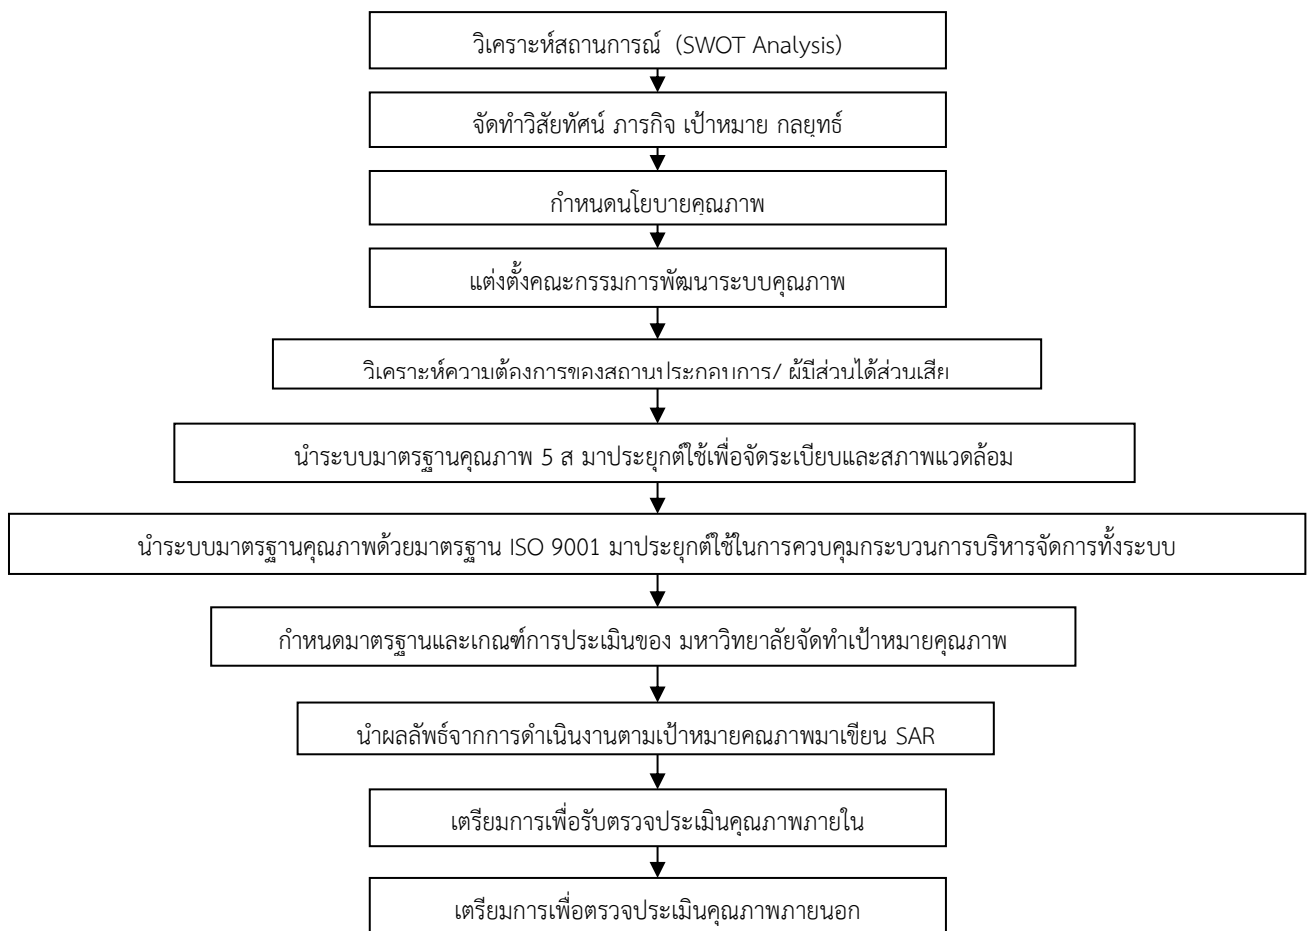 วิเคราะห์สถานการณ์ (SWOT Analysis)
จัดทำวิสัยทัศน์ ภารกิจ เป้าหมาย กลยุทธ์
กำหนดนโยบายคุณภาพ
แต่งตั้งคณะกรรมการพัฒนาระบบคุณภาพ
วิเคราะห์ความต้องการของสถานประกอบการ/ ผู้มีส่วนได้ส่วนเสีย
นำระบบมาตรฐานคุณภาพ 5 ส มาประยุกต์ใช้เพื่อจัดระเบียบและสภาพแวดล้อม
นำระบบมาตรฐานคุณภาพด้วยมาตรฐาน ISO 9001 มาประยุกต์ใช้ในการควบคุมกระบวนการบริหารจัดการทั้งระบบ
กำหนดมาตรฐานและเกณฑ์การประเมินของ มหาวิทยาลัยจัดทำเป้าหมายคุณภาพ
นำผลลัพธ์จากการดำเนินงานตามเป้าหมายคุณภาพมาเขียน SAR
เตรียมการเพื่อรับตรวจประเมินคุณภาพภายใน
เตรียมการเพื่อตรวจประเมินคุณภาพภายนอก